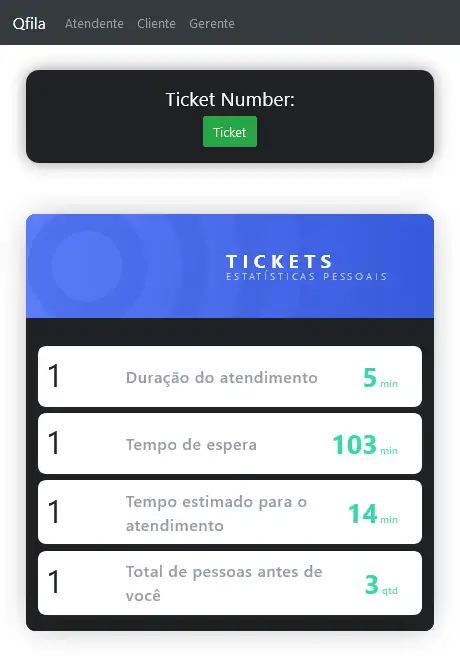 Qfila Atendente Cliente Gerente
Ticket Number:
Ticket
TICKETS
ESTATÍSTICAS PESSOAIS
1 Duração do atendimento 5 min
1 Tempo de espera 103 min
1 Tempo estimado para o
atendimento 14 min
1 Total de pessoas antes de
você 3 qtd